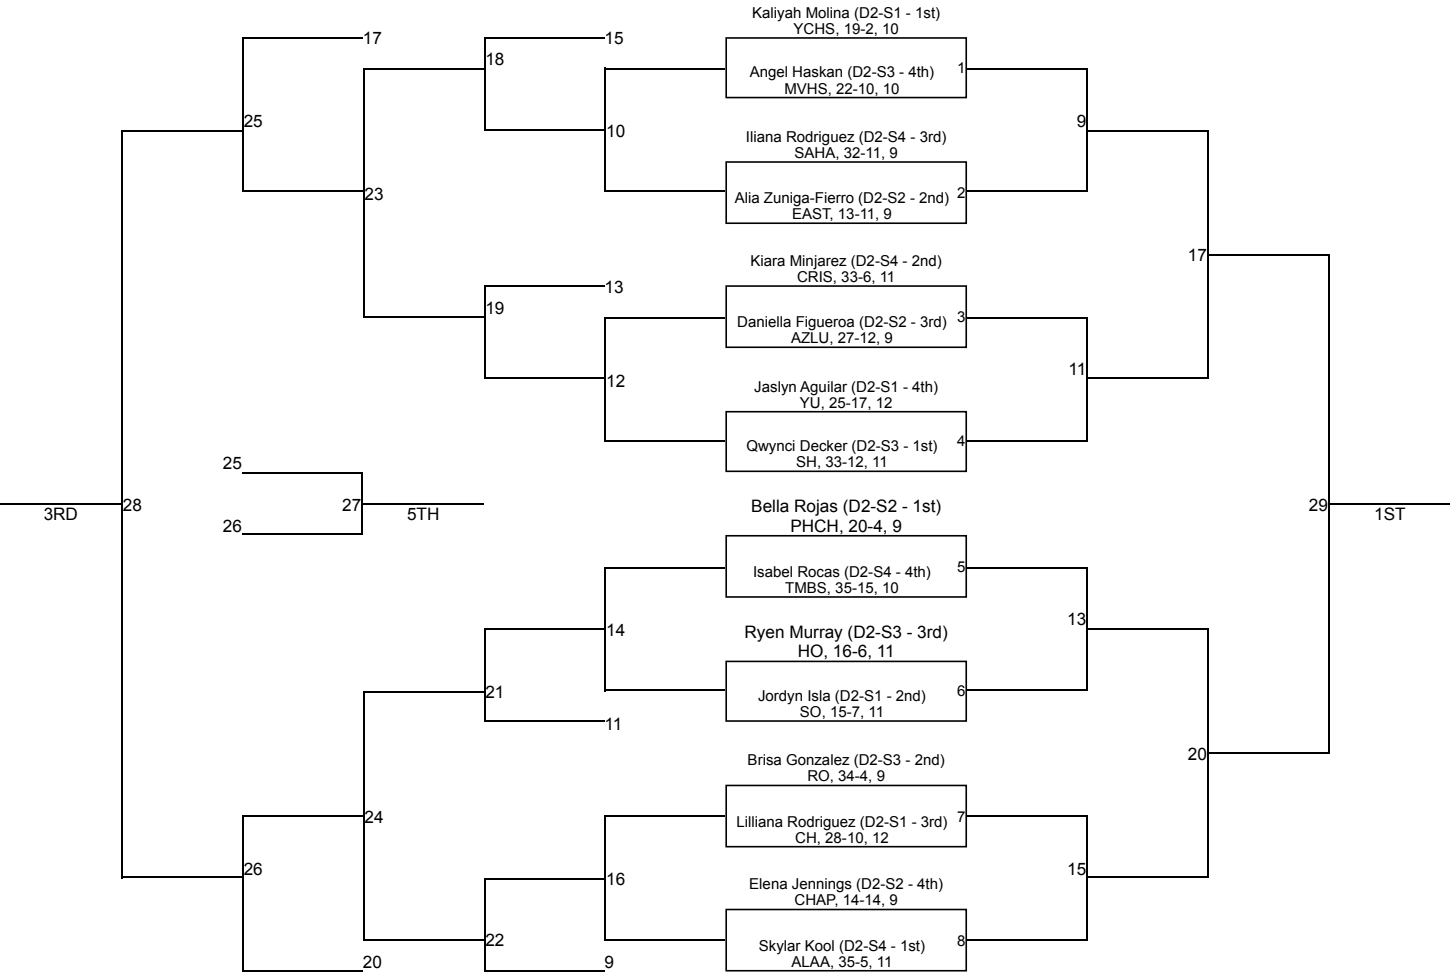 Kaliyah Molina (D2-S1 - 1st)
YCHS, 19-2, 10
17
15
18
Angel Haskan (D2-S3 - 4th)
1
MVHS, 22-10, 10
25
9
10
Iliana Rodriguez (D2-S4 - 3rd)
SAHA, 32-11, 9
23
Alia Zuniga-Fierro (D2-S2 - 2nd)
2
EAST, 13-11, 9
17
Kiara Minjarez (D2-S4 - 2nd)
CRIS, 33-6, 11
13
19
Daniella Figueroa (D2-S2 - 3rd)
3
AZLU, 27-12, 9
11
12
Jaslyn Aguilar (D2-S1 - 4th)
YU, 25-17, 12
Qwynci Decker (D2-S3 - 1st)
4
SH, 33-12, 11
25
28
27
29
3RD
5TH
1ST
Bella Rojas (D2-S2 - 1st)
PHCH, 20-4, 9
26
Isabel Rocas (D2-S4 - 4th)
5
TMBS, 35-15, 10
13
14
Ryen Murray (D2-S3 - 3rd)
HO, 16-6, 11
21
Jordyn Isla (D2-S1 - 2nd)
6
SO, 15-7, 11
11
20
Brisa Gonzalez (D2-S3 - 2nd)
RO, 34-4, 9
24
Lilliana Rodriguez (D2-S1 - 3rd)
7
CH, 28-10, 12
26
15
16
Elena Jennings (D2-S2 - 4th)
CHAP, 14-14, 9
22
Skylar Kool (D2-S4 - 1st)
8
ALAA, 35-5, 11
20
9